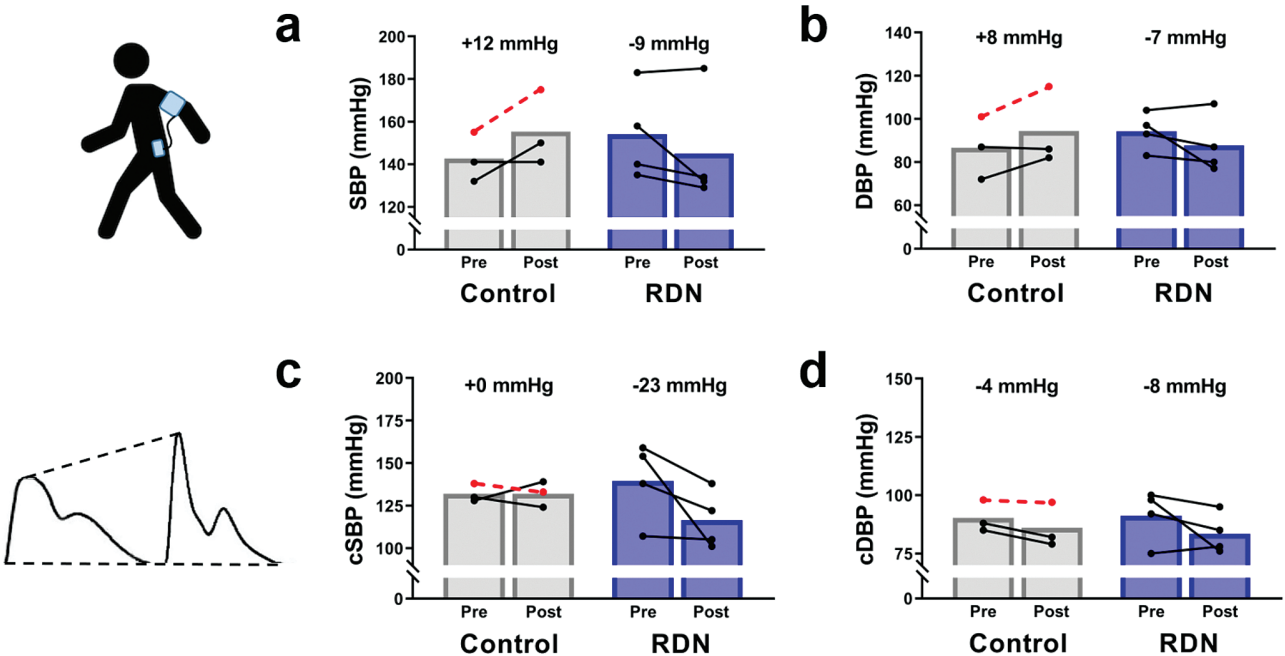 a
+12 mmHg -9 mmHg
SBP (mmHg)
200
180
160
140
120
0
Pre Post Pre Post
Control RDN
b
+8 mmHg -7 mmHg
DBP (mmHg)
140
120
100
80
60
0
Pre Post Pre Post
Control RDN
c
+0 mmHg -23 mmHg
cSBP (mmHg)
200
175
150
125
100
0
Pre Post Pre Post
Control RDN
d
-4 mmHg -8 mmHg
cDBP (mmHg)
150
125
100
75
0
Pre Post Pre Post
Control RDN